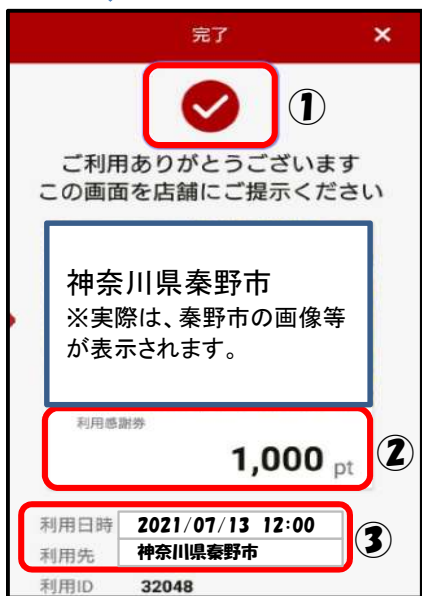 完了 ×
①
ご利用ありがとうございます
この画面を店舗にご提示ください
神奈川県秦野市
※実際は、秦野市の画像等
が表示されます。
利用感謝券
1,000 pt ②
利用日時 2021/07/13 12:00
利用先 神奈川県秦野市
③
利用ID 32048